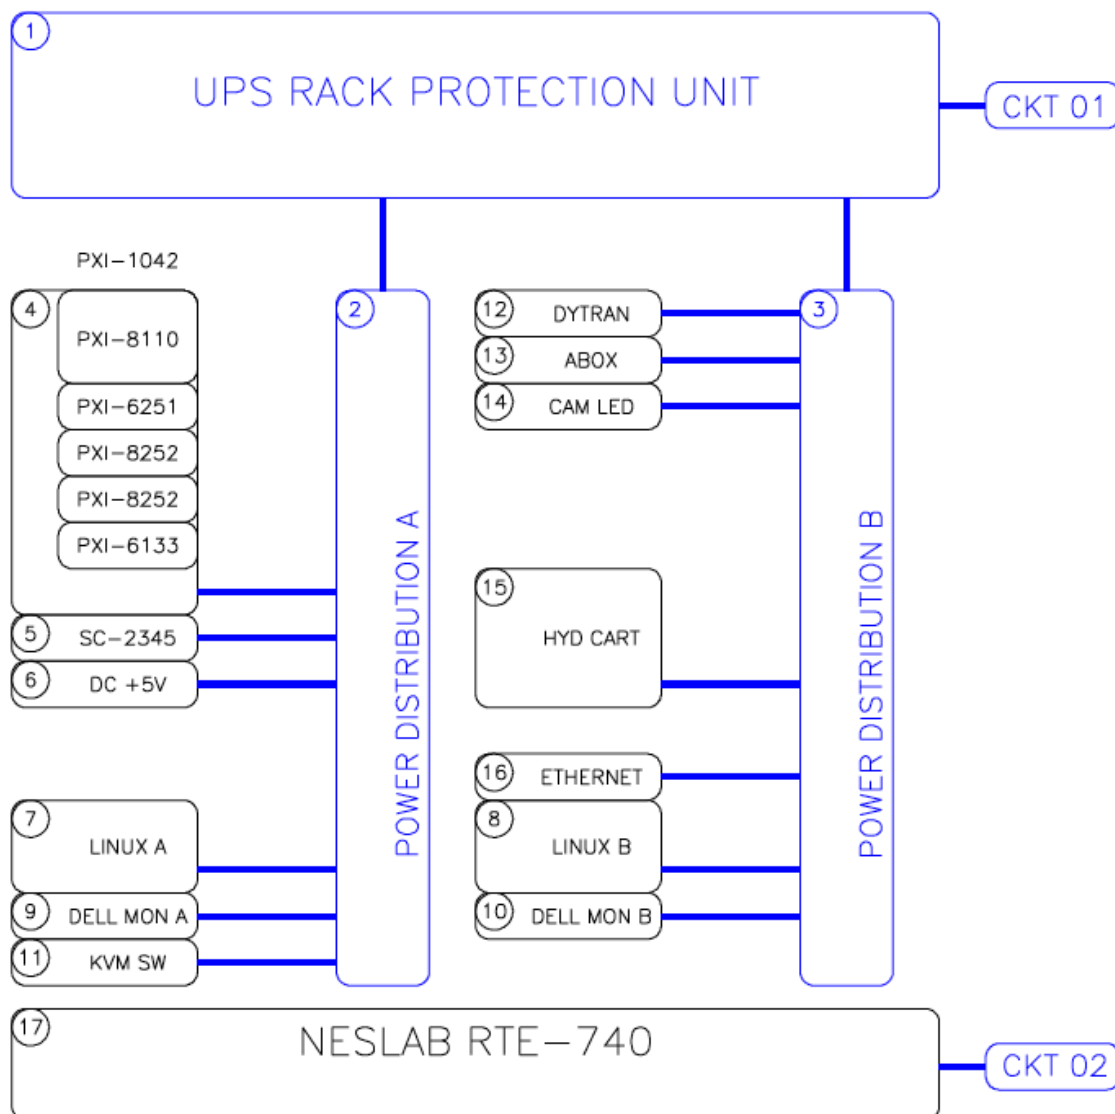 1
UPS RACK PROTECTION UNIT
CKT 01
PXI-1042
4
PXI-8110
PXI-6251
PXI-8252
PXI-8252
PXI-6133
5
SC-2345
6
DC +5V
7
LINUX A
9
DELL MON A
11
KVM SW
2
POWER DISTRIBUTION A
12
DYTRAN
13
ABOX
14
CAM LED
15
HYD CART
16
ETHERNET
8
LINUX B
10
DELL MON B
3
POWER DISTRIBUTION B
17
NESLAB RTE-740
CKT 02